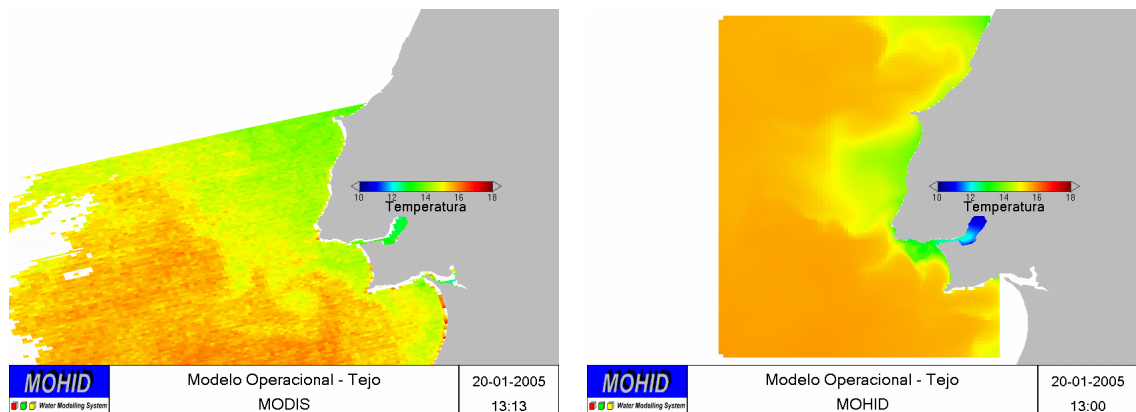 10 12 14 16 18
Temperatura
MOHID
Water Modelling System
Modelo Operacional - Tejo
MODIS
20-01-2005
13:13
10 12 14 16 18
Temperatura
MOHID
Water Modelling System
Modelo Operacional - Tejo
MOHID
20-01-2005
13:00